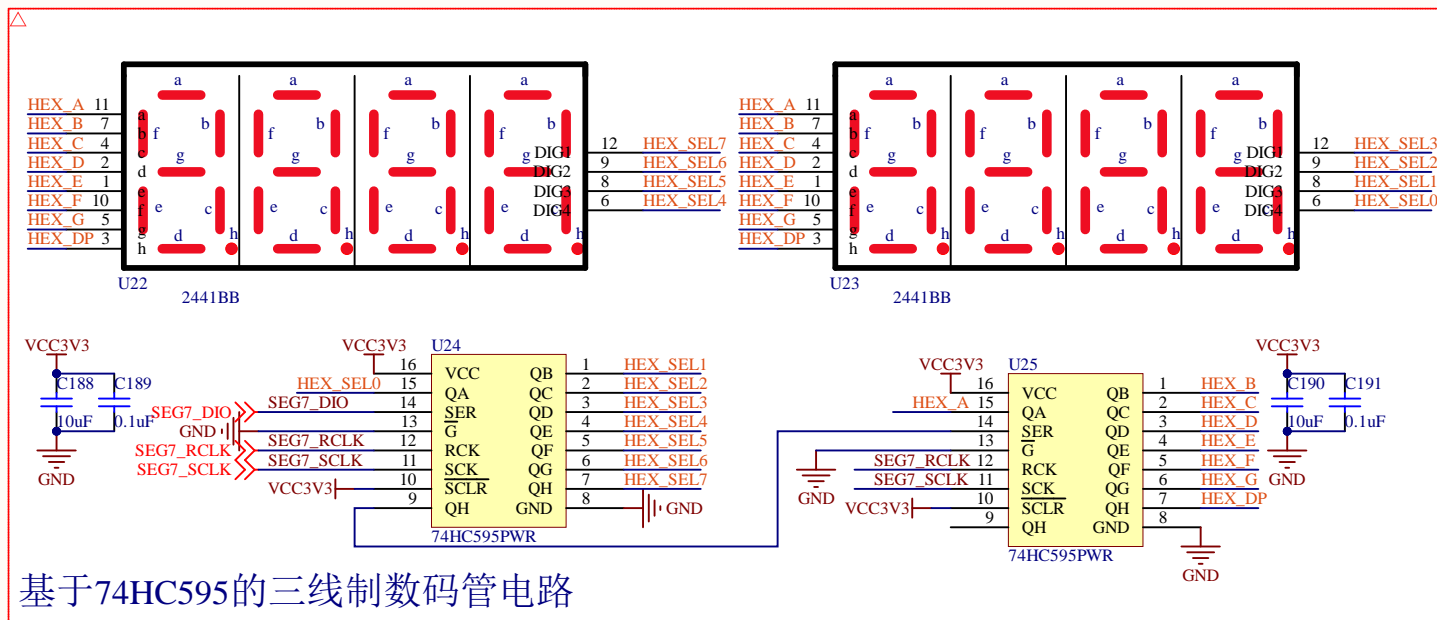 a a a a
HEX_A 11 a
HEX_B 7 b
HEX_C 4 c
HEX_D 2 d
HEX_E 1 e
HEX_F 10 f
HEX_G 5 g
HEX_DP 3 h
f b f b f b f b
g g g g
e c e c e c e c
d d d d h
DIG1 12 HEX_SEL7
DIG2 9 HEX_SEL6
DIG3 8 HEX_SEL5
DIG4 6 HEX_SEL4
U22
2441BB
a a a a
HEX_A 11 a
HEX_B 7 b
HEX_C 4 c
HEX_D 2 d
HEX_E 1 e
HEX_F 10 f
HEX_G 5 g
HEX_DP 3 h
f b f b f b f b
g g g g
e c e c e c e c
d d d d h
DIG1 12 HEX_SEL3
DIG2 9 HEX_SEL2
DIG3 8 HEX_SEL1
DIG4 6 HEX_SEL0
U23
2441BB
VCC3V3
C188 C189
10uF 0.1uF
GND
U24
VCC3V3 16 VCC QB 1 HEX_SEL1
HEX_SEL0 15 QA QC 2 HEX_SEL2
SEG7_DIO SEG7_DIO 14 SER QD 3 HEX_SEL3
GND 13 G QE 4 HEX_SEL4
SEG7_RCLK SEG7_RCLK 12 RCK QF 5 HEX_SEL5
SEG7_SCLK SEG7_SCLK 11 SCK QG 6 HEX_SEL6
VCC3V3 10 SCLR QH 7 HEX_SEL7
9 QH GND 8 GND
74HC595PWR
U25
VCC3V3 16 VCC QB 1 HEX_B
HEX_A 15 QA QC 2 HEX_C
14 SER QD 3 HEX_D
GND 13 G QE 4 HEX_E
SEG7_RCLK 12 RCK QF 5 HEX_F
SEG7_SCLK 11 SCK QG 6 HEX_G
VCC3V3 10 SCLR QH 7 HEX_DP
9 QH GND 8
GND
74HC595PWR
VCC3V3
C190 C191
10uF 0.1uF
GND
基于74HC595的三线制数码管电路